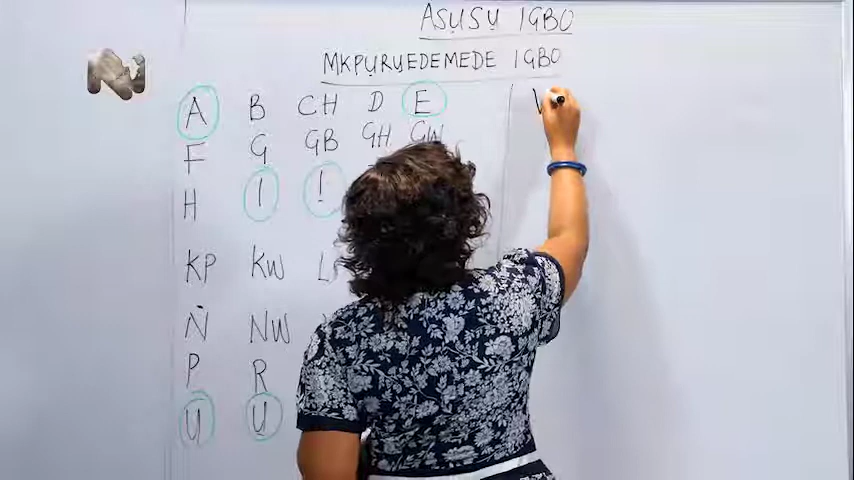 ASỤSỤ IGBO
MKPỤRỤEDEMEDE IGBO
A B CH D E
F G GB GH GW
H I Ị
KP KW L
Ṅ NW
P R
U Ụ